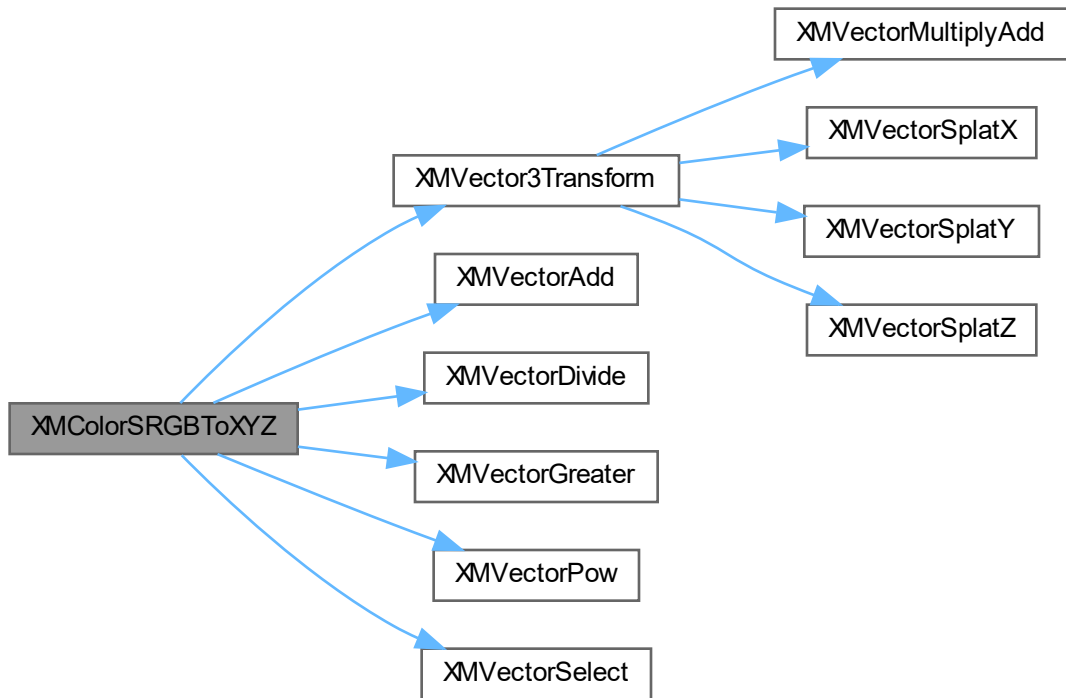 XMVectorMultiplyAdd
XMVectorSplatX
XMVector3Transform
XMVectorSplatY
XMVectorAdd
XMVectorSplatZ
XMVectorDivide
XMColorSRGBToXYZ
XMVectorGreater
XMVectorPow
XMVectorSelect